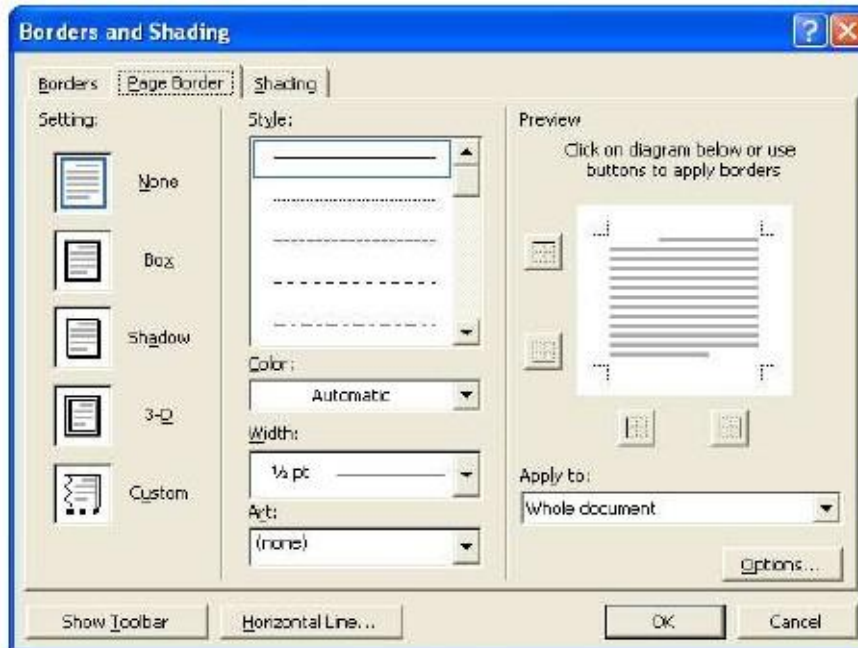 Borders and Shading
Borders
Page Border
Shading
Setting:
None
Box
Shadow
3-D
Custom
Style:
Color:
Automatic
Width:
½ pt
Art:
(none)
Preview
Click on diagram below or use
buttons to apply borders
Apply to:
Whole document
Options...
Show Toolbar
Horizontal Line...
OK
Cancel